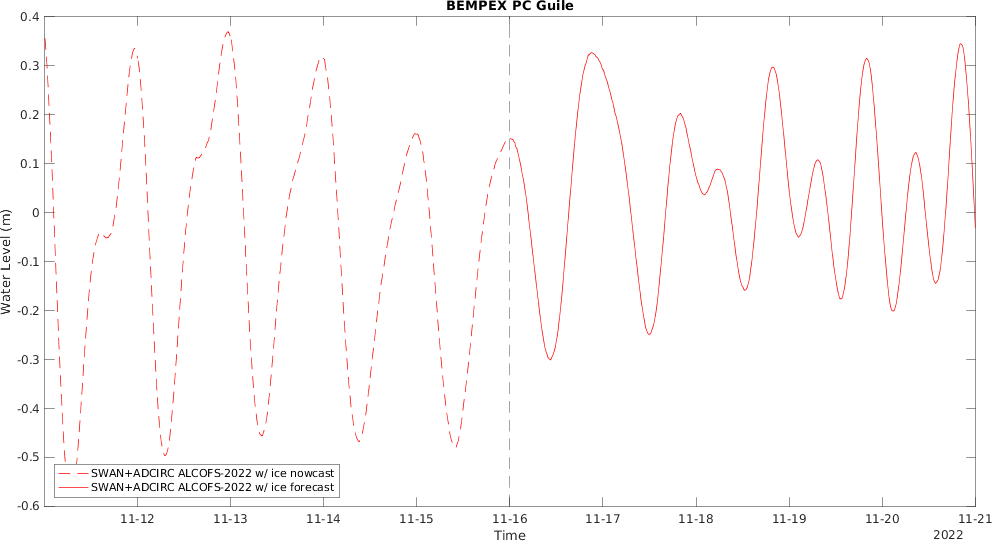 BEMPEX PC Guile
0.4
0.3
0.2
0.1
0
-0.1
-0.2
-0.3
-0.4
-0.5
-0.6
Water Level (m)
SWAN+ADCIRC ALCOFS-2022 w/ ice nowcast
SWAN+ADCIRC ALCOFS-2022 w/ ice forecast
11-12 11-13 11-14 11-15 11-16 11-17 11-18 11-19 11-20 11-21
Time
2022